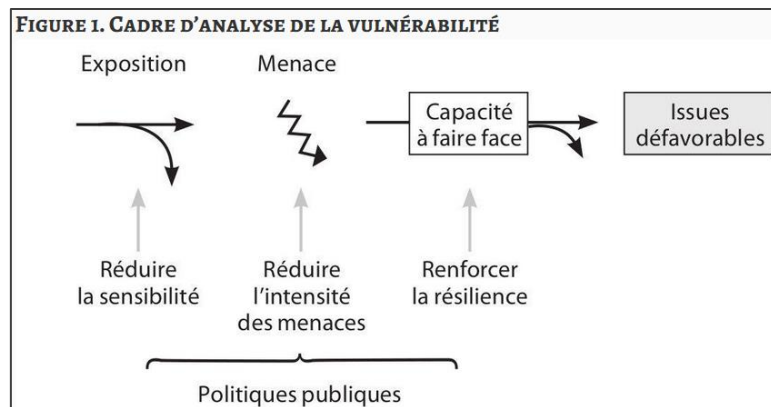 FIGURE 1. CADRE D’ANALYSE DE LA VULNÉRABILITÉ
Exposition
Menace
Capacité
à faire face
Issues
défavorables
Réduire
la sensibilité
Réduire
l’intensité
des menaces
Renforcer
la résilience
Politiques publiques